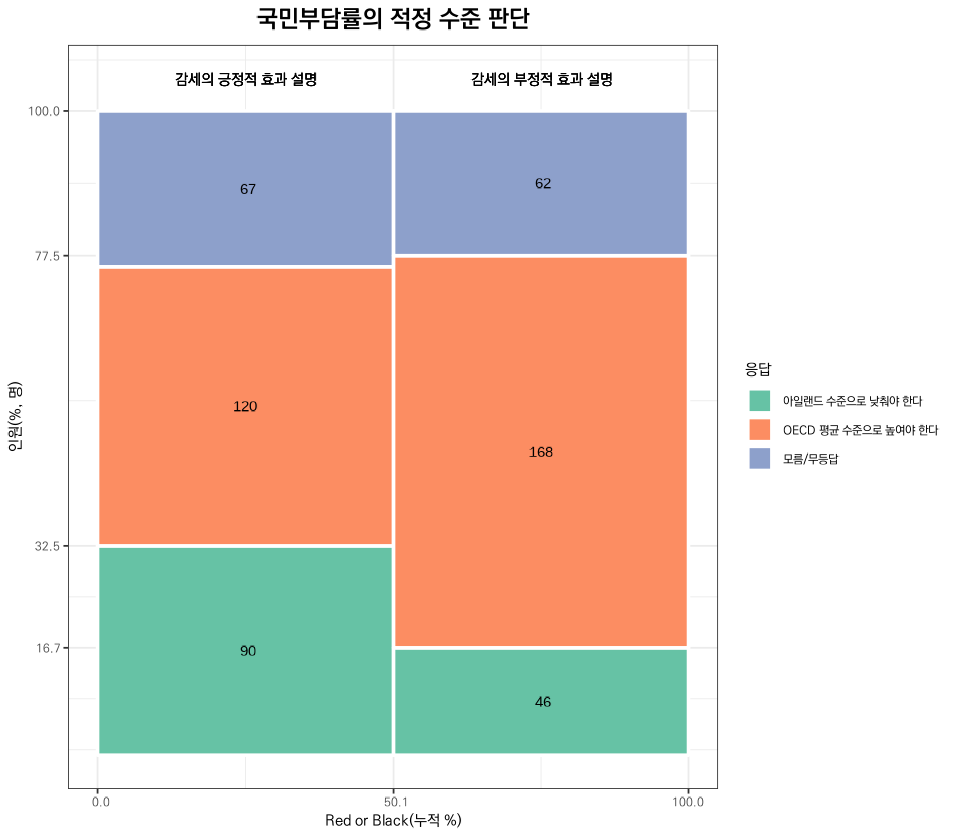 국민부담률의 적정 수준 판단
감세의 긍정적 효과 설명
감세의 부정적 효과 설명
100.0
77.5
32.5
16.7
인원(%, 명)
67
62
120
168
90
46
0.0
50.1
100.0
Red or Black(누적 %)
응답
아일랜드 수준으로 낮춰야 한다
OECD 평균 수준으로 높여야 한다
모름/무등답